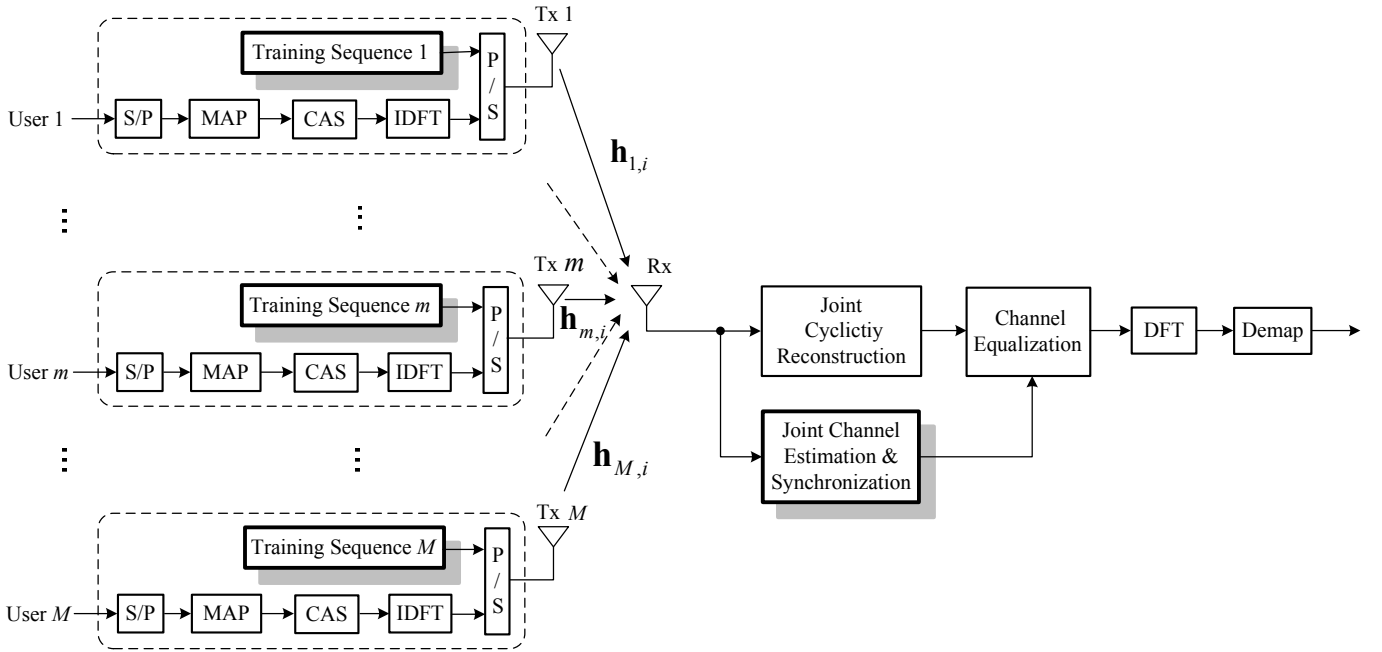 Tx 1
Training Sequence 1
P
/
S
User 1
S/P
MAP
CAS
IDFT
h1,i
⋮
⋮
Tx m
Rx
Training Sequence m
P
/
S
hm,i
User m
S/P
MAP
CAS
IDFT
Joint
Cyclictiy
Reconstruction
Channel
Equalization
DFT
Demap
Joint Channel
Estimation &
Synchronization
⋮
⋮
hM,i
Tx M
Training Sequence M
P
/
S
User M
S/P
MAP
CAS
IDFT